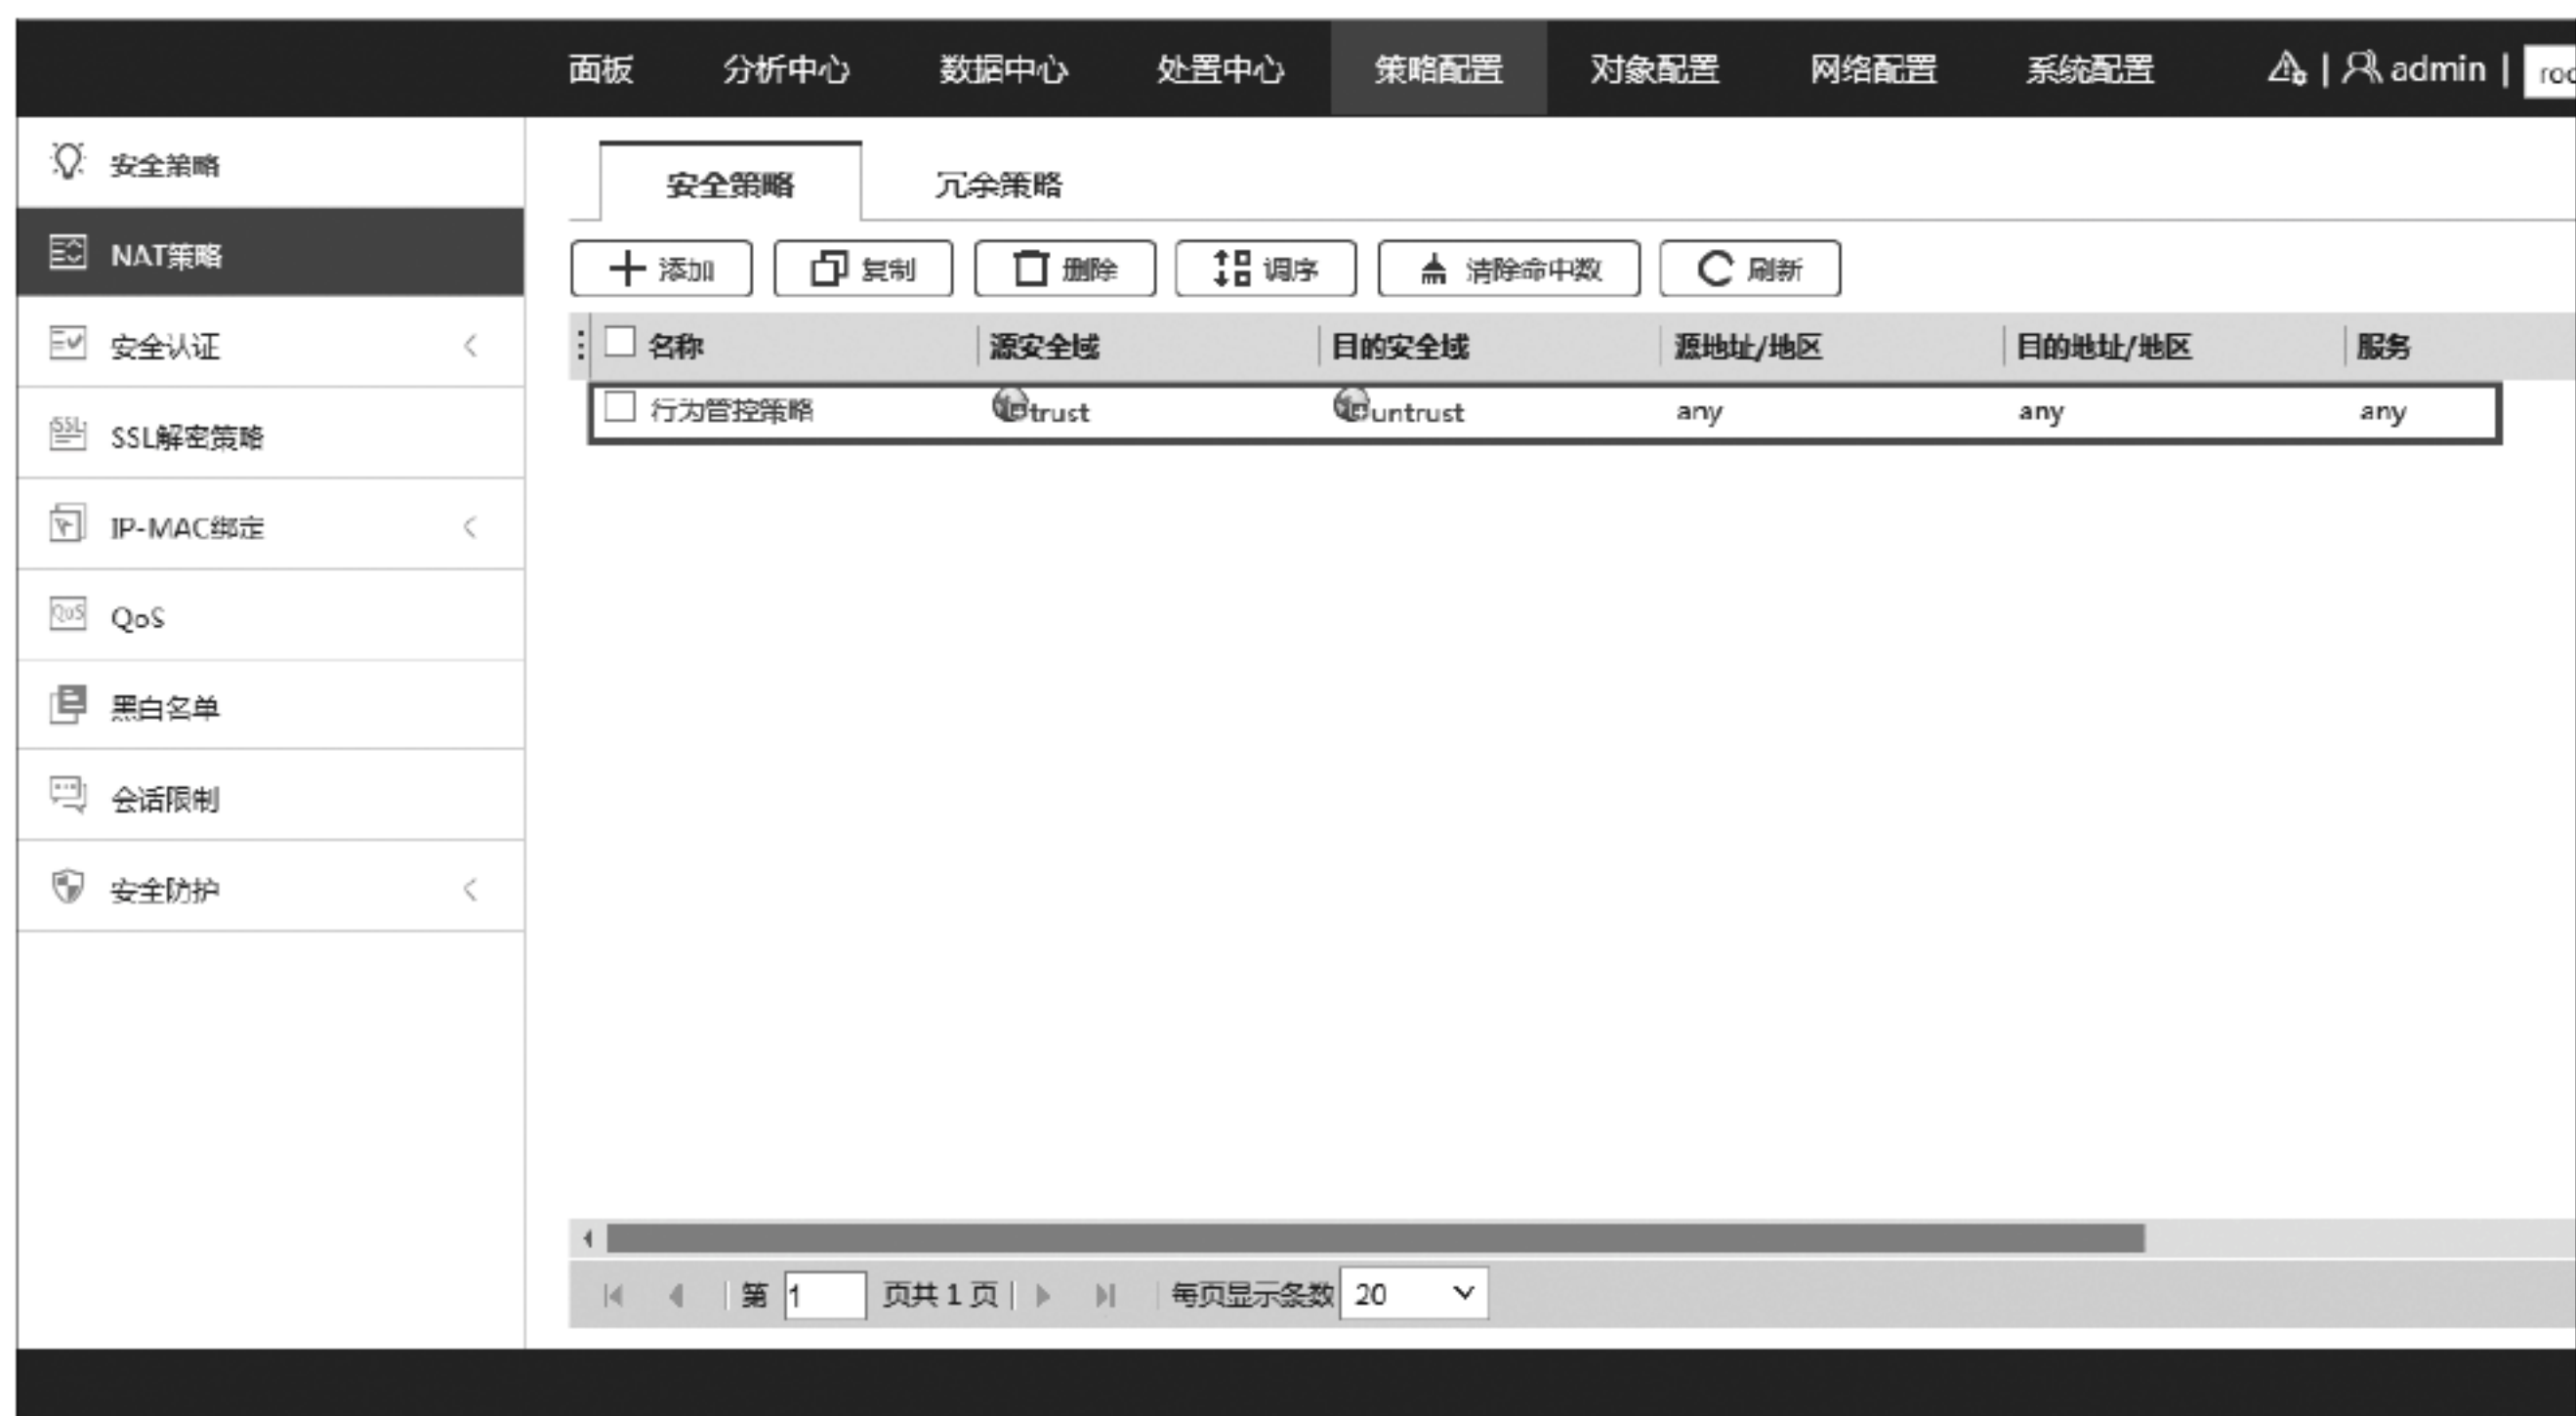 面板 分析中心 数据中心 处置中心 策略配置 对象配置 网络配置 系统配置 | admin |
安全策略
NAT策略
安全认证
SSL解密策略
IP-MAC绑定
QoS
黑白名单
会话限制
安全防护
安全策略 冗余策略
添加 复制 删除 调序 清除命中数 刷新
名称 源安全域 目的安全域 源地址/地区 目的地址/地区 服务
行为管控策略 trust untrust any any any
第 1 页共 1 页 每页显示条数 20